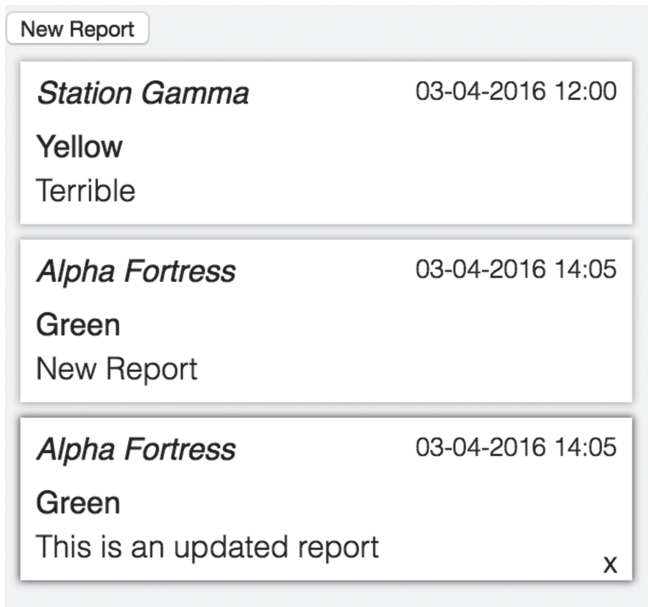 New Report
Station Gamma 03-04-2016 12:00
Yellow
Terrible
Alpha Fortress 03-04-2016 14:05
Green
New Report
Alpha Fortress 03-04-2016 14:05
Green
This is an updated report
x